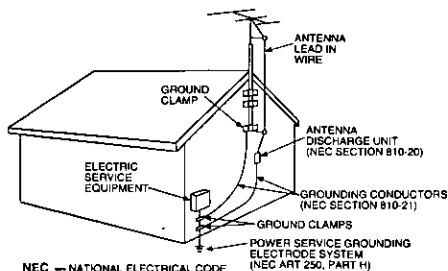 ANTENNA
LEAD IN
WIRE
GROUND
CLAMP
ANTENNA
DISCHARGE UNIT
(NEC SECTION 810-20)
ELECTRIC
SERVICE
EQUIPMENT
GROUNDING CONDUCTORS
(NEC SECTION 810-21)
GROUND CLAMPS
POWER SERVICE GROUNDING
ELECTRODE SYSTEM
(NEC ART 250, PART H)
NEC — NATIONAL ELECTRICAL CODE